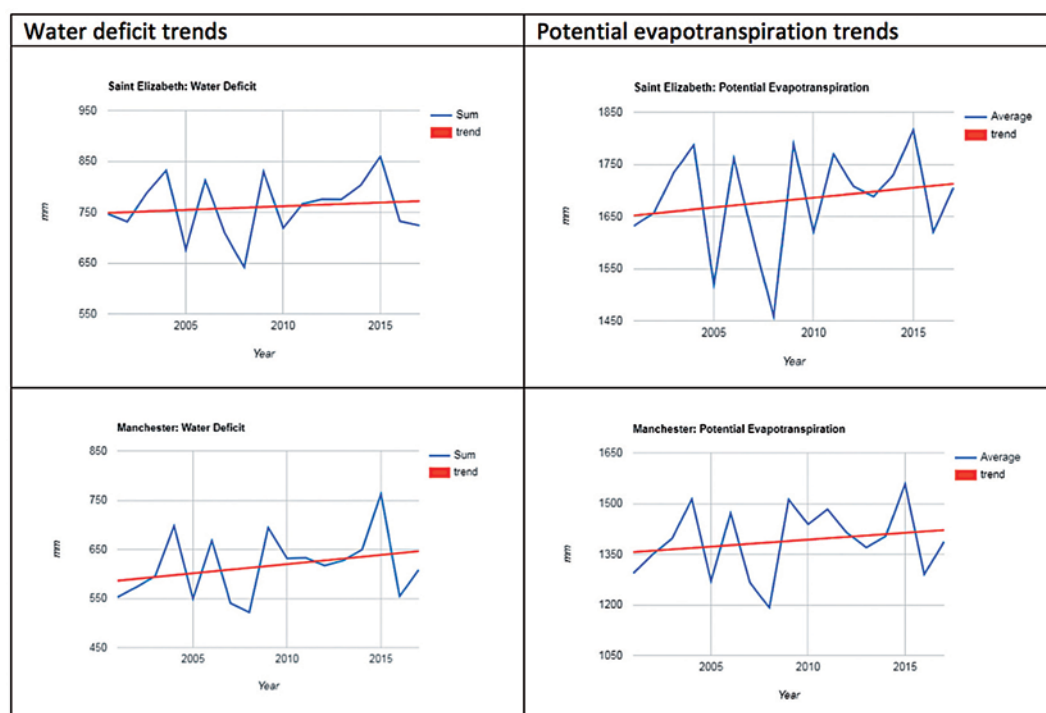 Water deficit trends
Potential evapotranspiration trends
Saint Elizabeth: Water Deficit
950
850
750
650
550
mm
2005
2010
2015
Year
Sum
trend
Saint Elizabeth: Potential Evapotranspiration
1850
1750
1650
1550
1450
mm
2005
2010
2015
Year
Average
trend
Manchester: Water Deficit
850
750
650
550
450
mm
2005
2010
2015
Year
Sum
trend
Manchester: Potential Evapotranspiration
1650
1500
1350
1200
1050
mm
2005
2010
2015
Year
Average
trend